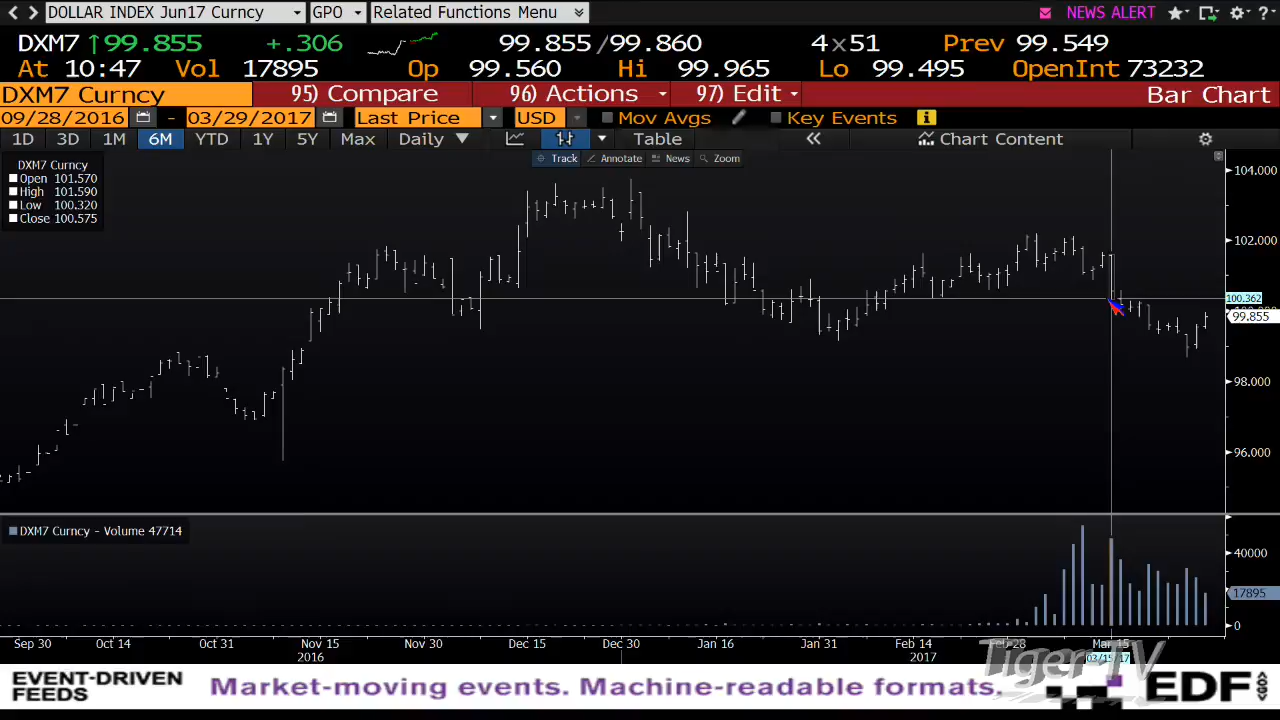 DOLLAR INDEX Jun17 Curncy GPO Related Functions Menu NEWS ALERT ?
DXM7 ↑99.855 +.306 99.855/99.860 4x51 Prev 99.549
At 10:47 Vol 17895 Op 99.560 Hi 99.965 Lo 99.495 OpenInt 73232
DXM7 Curncy 95) Compare 96) Actions 97) Edit Bar Chart
09/28/2016 - 03/29/2017 Last Price USD Mov Avgs Key Events
1D 3D 1M 6M YTD 1Y 5Y Max Daily ▼ Table « Chart Content
Track Annotate News Zoom
DXM7 Curncy
Open 101.570
High 101.590
Low 100.320
Close 100.575
104.000
102.000
100.362
99.855
98.000
96.000
DXM7 Curncy - Volume 47714
40000
17895
0
Sep 30 Oct 14 Oct 31 Nov 15 Nov 30 Dec 15 Dec 30 Jan 16 Jan 31 Feb 14 Feb 28 Mar 15
2016 2017 03/15/17
Tiger TV
EVENT-DRIVEN
FEEDS
Market-moving events. Machine-readable formats.
EDF